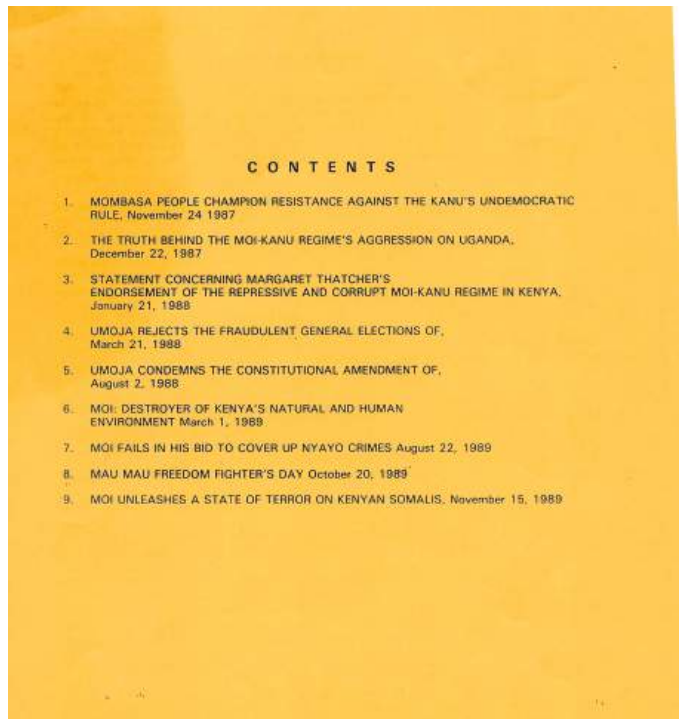 CONTENTS
1. MOMBASA PEOPLE CHAMPION RESISTANCE AGAINST THE KANU'S UNDEMOCRATIC
RULE, November 24 1987
2. THE TRUTH BEHIND THE MOI-KANU REGIME'S AGGRESSION ON UGANDA,
December 22, 1987
3. STATEMENT CONCERNING MARGARET THATCHER'S
ENDORSEMENT OF THE REPRESSIVE AND CORRUPT MOI-KANU REGIME IN KENYA,
January 21, 1988
4. UMOJA REJECTS THE FRAUDULENT GENERAL ELECTIONS OF,
March 21, 1988
5. UMOJA CONDEMNS THE CONSTITUTIONAL AMENDMENT OF,
August 2, 1988
6. MOI: DESTROYER OF KENYA'S NATURAL AND HUMAN
ENVIRONMENT March 1, 1989
7. MOI FAILS IN HIS BID TO COVER UP NYAYO CRIMES August 22, 1989
8. MAU MAU FREEDOM FIGHTER'S DAY October 20, 1989
9. MOI UNLEASHES A STATE OF TERROR ON KENYAN SOMALIS, November 15, 1989